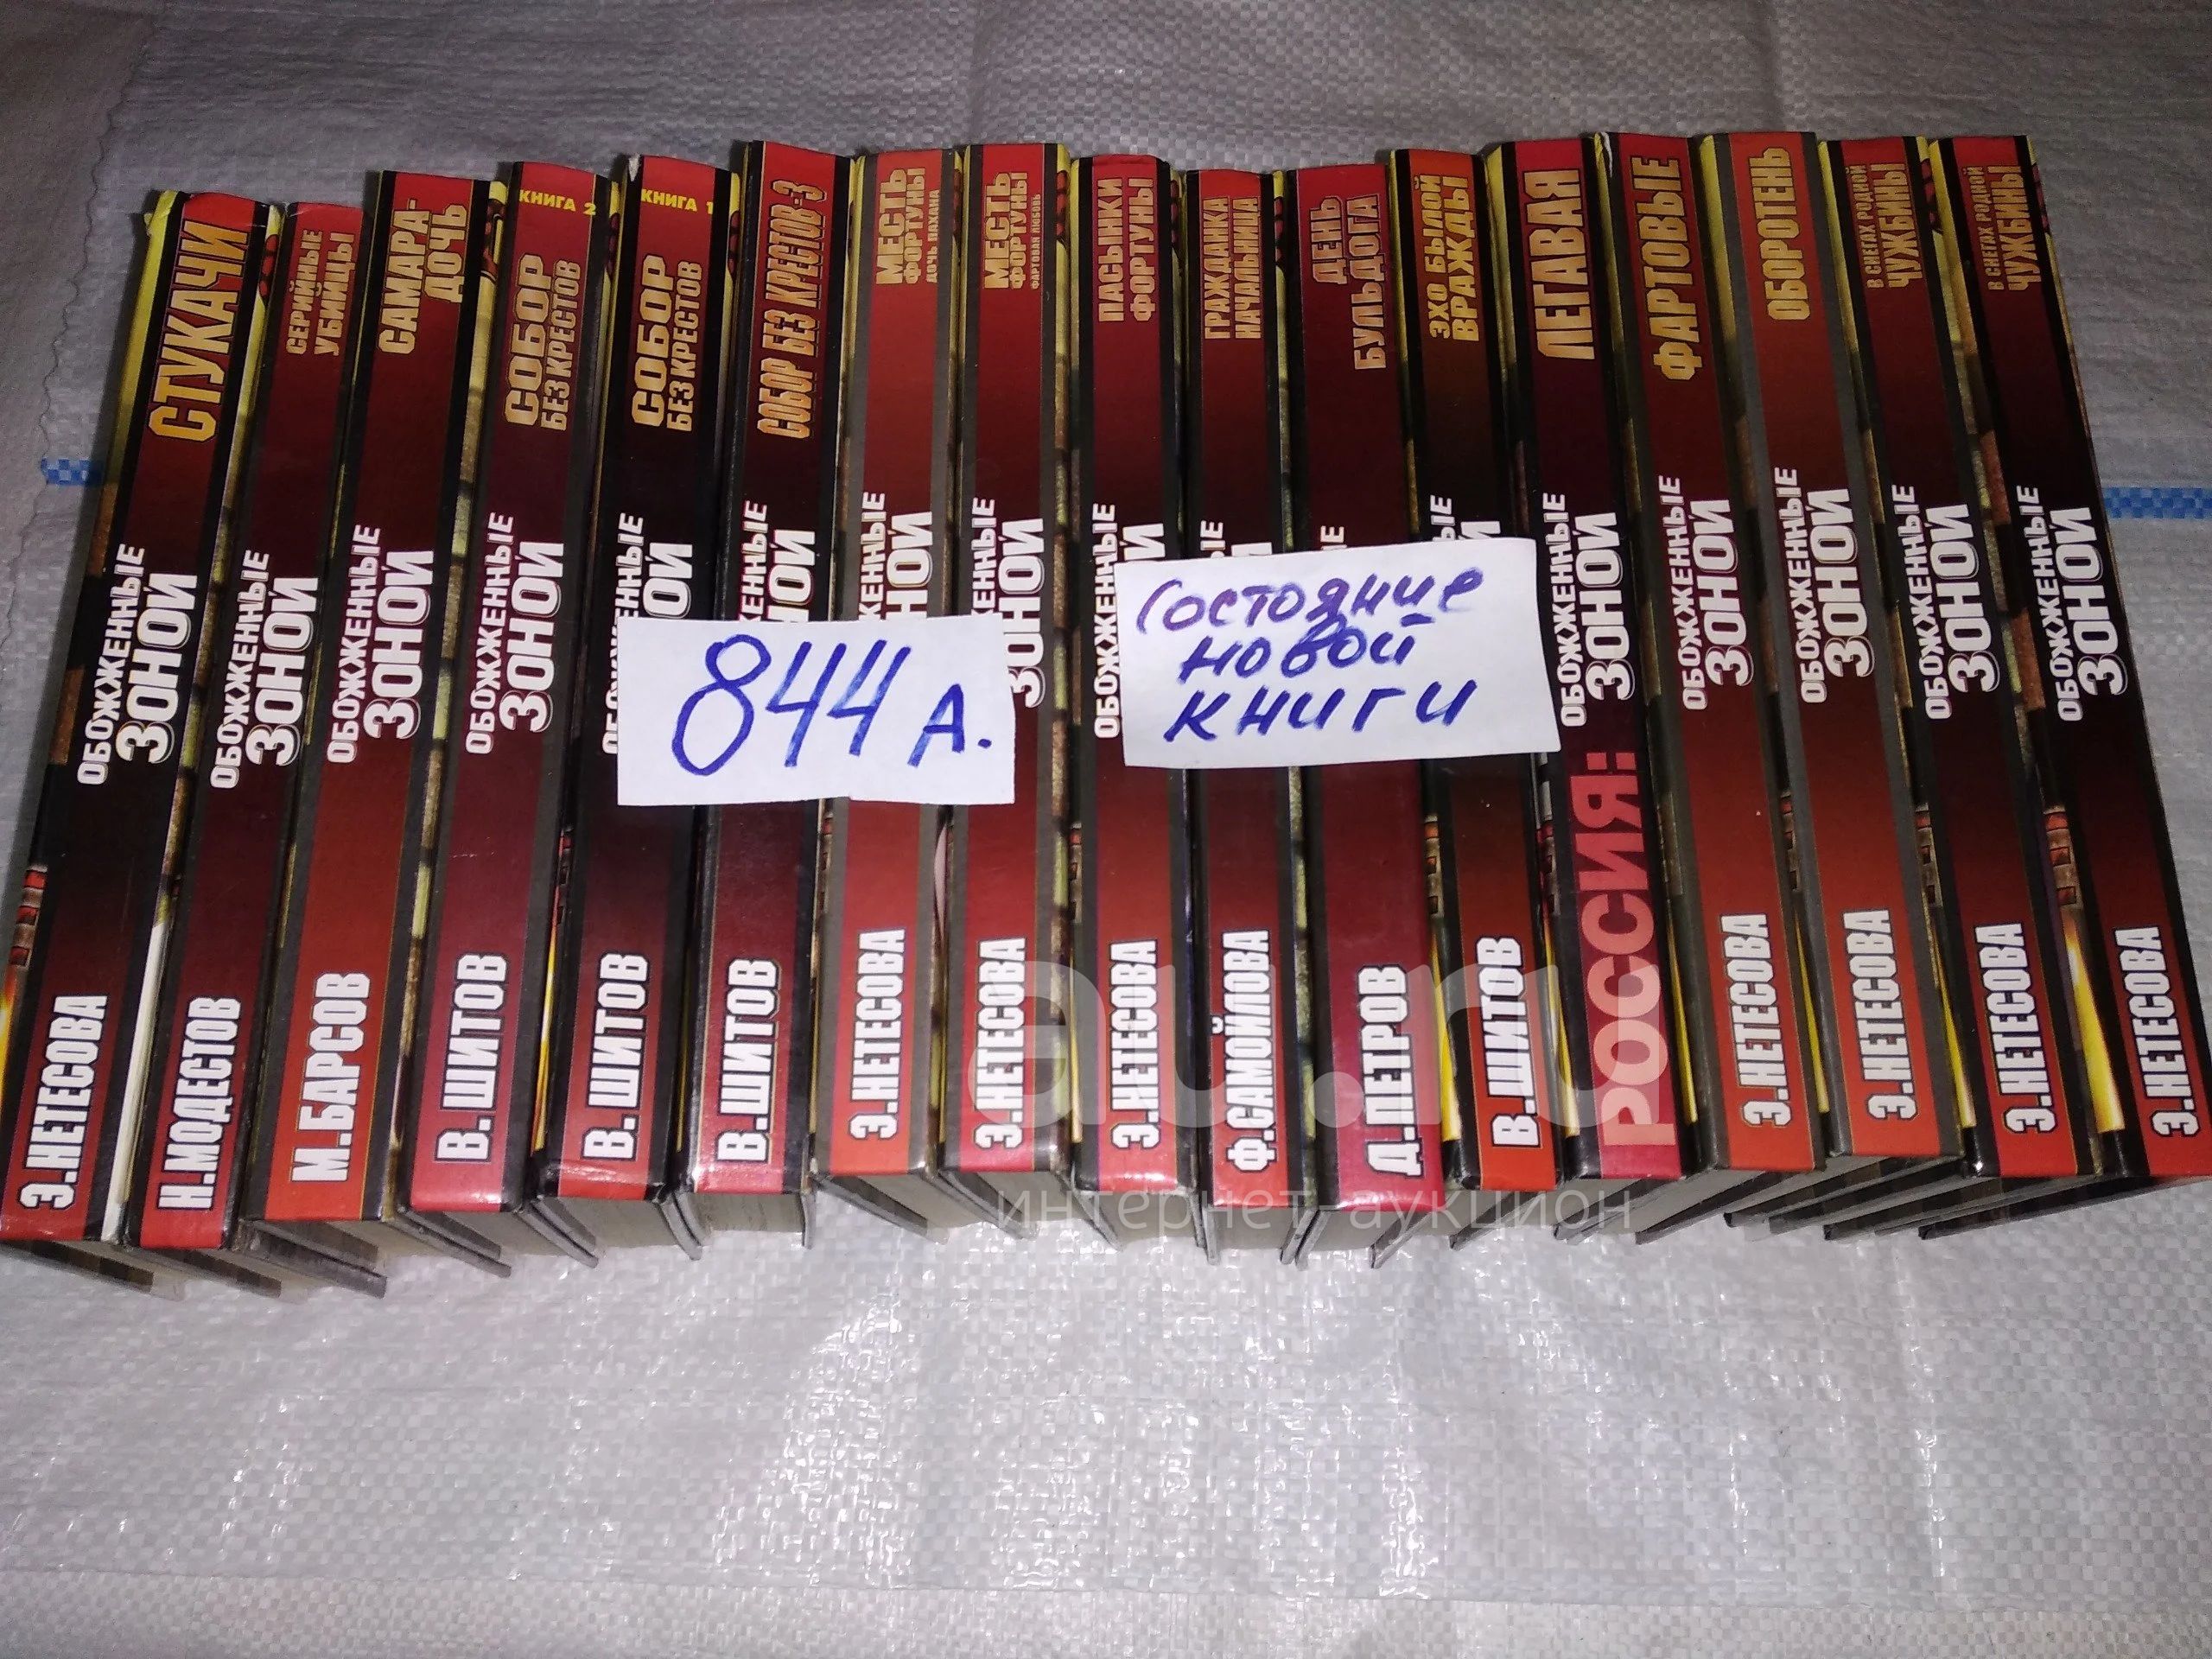 СТУКАЧИ
ОБОЖЖЕННЫЕ
ЗОНОЙ
Э.НЕТЕСОВА
СЕРИЙНЫЕ
УБИЙЦЫ
ОБОЖЖЕННЫЕ
ЗОНОЙ
Н.МОДЕСТОВ
САМАРА-
ДОЧЬ
ОБОЖЖЕННЫЕ
ЗОНОЙ
М.БАРСОВ
КНИГА 2
СОБОР
БЕЗ КРЕСТОВ
ОБОЖЖЕННЫЕ
ЗОНОЙ
В.ШИТОВ
КНИГА 1
СОБОР
БЕЗ КРЕСТОВ
В.ШИТОВ
СОБОР БЕЗ КРЕСТОВ-3
В.ШИТОВ
МЕСТЬ
ФОРТУНЫ
ДОЧЬ ПАХАНА
Э.НЕТЕСОВА
МЕСТЬ
ФОРТУНЫ
ФАРТОВАЯ ЛЮБОВЬ
ЗОНОЙ
Э.НЕТЕСОВА
ПАСЫНКИ
ФОРТУНЫ
ОБОЖЖЕННЫЕ
Э.НЕТЕСОВА
ГРАЖДАНКА
НАЧАЛЬНИЦА
Ф.САМОЙЛОВА
ДЕНЬ
БУЛЬДОГА
Д.ПЕТРОВ
ЭХО БЫЛОЙ
ВРАЖДЫ
В.ШИТОВ
ЛЕГАВАЯ
ОБОЖЖЕННЫЕ
ЗОНОЙ
РОССИЯ:
ФАРТОВЫЕ
ОБОЖЖЕННЫЕ
ЗОНОЙ
Э.НЕТЕСОВА
ОБОРОТЕНЬ
ОБОЖЖЕННЫЕ
ЗОНОЙ
Э.НЕТЕСОВА
В СНЕГАХ РОДНОЙ
ЧУЖБИНЫ
ОБОЖЖЕННЫЕ
ЗОНОЙ
Э.НЕТЕСОВА
В СНЕГАХ РОДНОЙ
ЧУЖБИНЫ
ОБОЖЖЕННЫЕ
ЗОНОЙ
Э.НЕТЕСОВА
844 А.
Состояние
новой
книги
au.ru
интернет аукцион